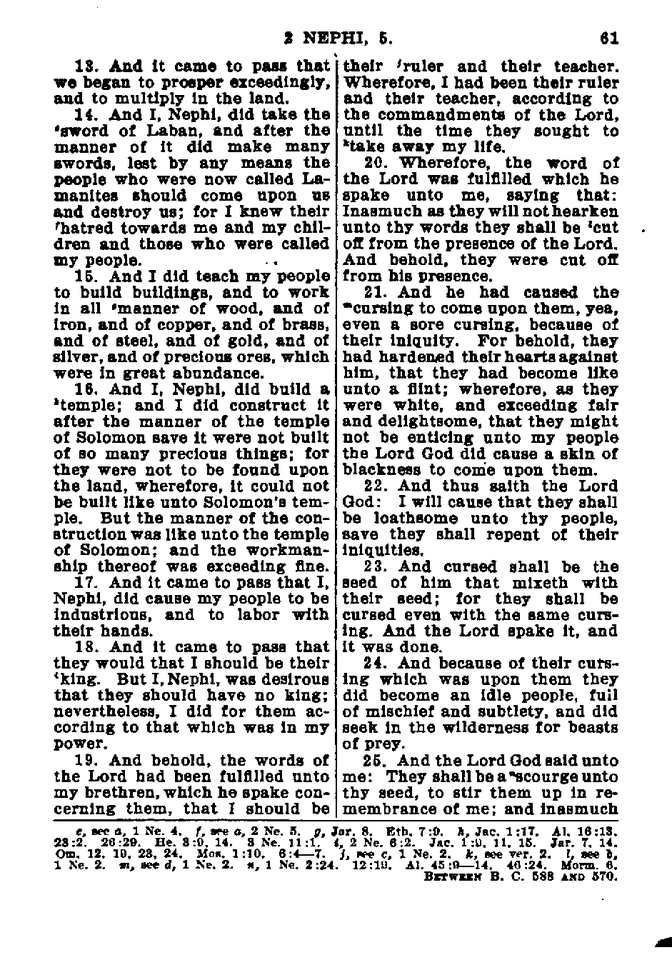 2 NEPHI, 5.
61
13. And it came to pass that
we began to prosper exceedingly,
and to multiply in the land.
14. And I, Nephi, did take the
ᵉsword of Laban, and after the
manner of it did make many
swords, lest by any means the
people who were now called La-
manites should come upon us
and destroy us; for I knew their
ᶠhatred towards me and my chil-
dren and those who were called
my people.
15. And I did teach my people
to build buildings, and to work
in all ᵍmanner of wood, and of
iron, and of copper, and of brass,
and of steel, and of gold, and of
silver, and of precious ores, which
were in great abundance.
16. And I, Nephi, did build a
ʰtemple; and I did construct it
after the manner of the temple
of Solomon save it were not built
of so many precious things; for
they were not to be found upon
the land, wherefore, it could not
be built like unto Solomon's tem-
ple. But the manner of the con-
struction was like unto the temple
of Solomon; and the workman-
ship thereof was exceeding fine.
17. And it came to pass that I,
Nephi, did cause my people to be
industrious, and to labor with
their hands.
18. And it came to pass that
they would that I should be their
ⁱking. But I, Nephi, was desirous
that they should have no king;
nevertheless, I did for them ac-
cording to that which was in my
power.
19. And behold, the words of
the Lord had been fulfilled unto
my brethren, which he spake con-
cerning them, that I should be
their ʲruler and their teacher.
Wherefore, I had been their ruler
and their teacher, according to
the commandments of the Lord,
until the time they sought to
ᵏtake away my life.
20. Wherefore, the word of
the Lord was fulfilled which he
spake unto me, saying that:
Inasmuch as they will not hearken
unto thy words they shall be ˡcut
off from the presence of the Lord.
And behold, they were cut off
from his presence.
21. And he had caused the
ᵐcursing to come upon them, yea,
even a sore cursing, because of
their iniquity. For behold, they
had hardened their hearts against
him, that they had become like
unto a flint; wherefore, as they
were white, and exceeding fair
and delightsome, that they might
not be enticing unto my people
the Lord God did cause a skin of
blackness to come upon them.
22. And thus saith the Lord
God: I will cause that they shall
be loathsome unto thy people,
save they shall repent of their
iniquities.
23. And cursed shall be the
seed of him that mixeth with
their seed; for they shall be
cursed even with the same curs-
ing. And the Lord spake it, and
it was done.
24. And because of their curs-
ing which was upon them they
did become an idle people, full
of mischief and subtlety, and did
seek in the wilderness for beasts
of prey.
25. And the Lord God said unto
me: They shall be a ⁿscourge unto
thy seed, to stir them up in re-
membrance of me; and inasmuch
e, see a, 1 Ne. 4. f, see a, 2 Ne. 5. g, Jar. 8. Eth. 7:9. h, Jac. 1:17. Al. 16:13.
23:2. 26:29. He. 3:9, 14. 3 Ne. 11:1. i, 2 Ne. 6:2. Jac. 1:9, 11, 15. Jar. 7, 14.
Om. 12, 19, 23, 24. Mos. 1:10. 6:4—7. j, see c, 1 Ne. 2. k, see ver. 2. l, see b,
1 Ne. 2. m, see d, 1 Ne. 2. n, 1 Ne. 2:24. 12:19. Al. 45:9—14. 46:24. Morm. 6.
BETWEEN B. C. 588 AND 570.